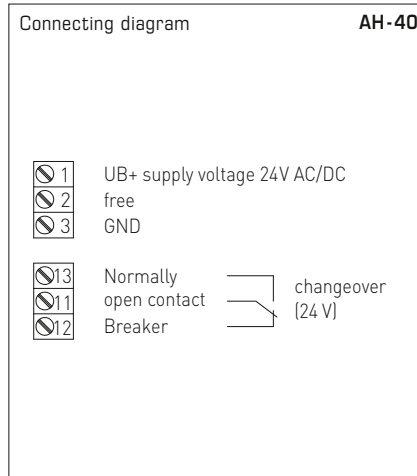 Connecting diagram AH-40
1 UB+ supply voltage 24V AC/DC
2 free
3 GND
13 Normally
11 open contact
12 Breaker
changeover
(24 V)